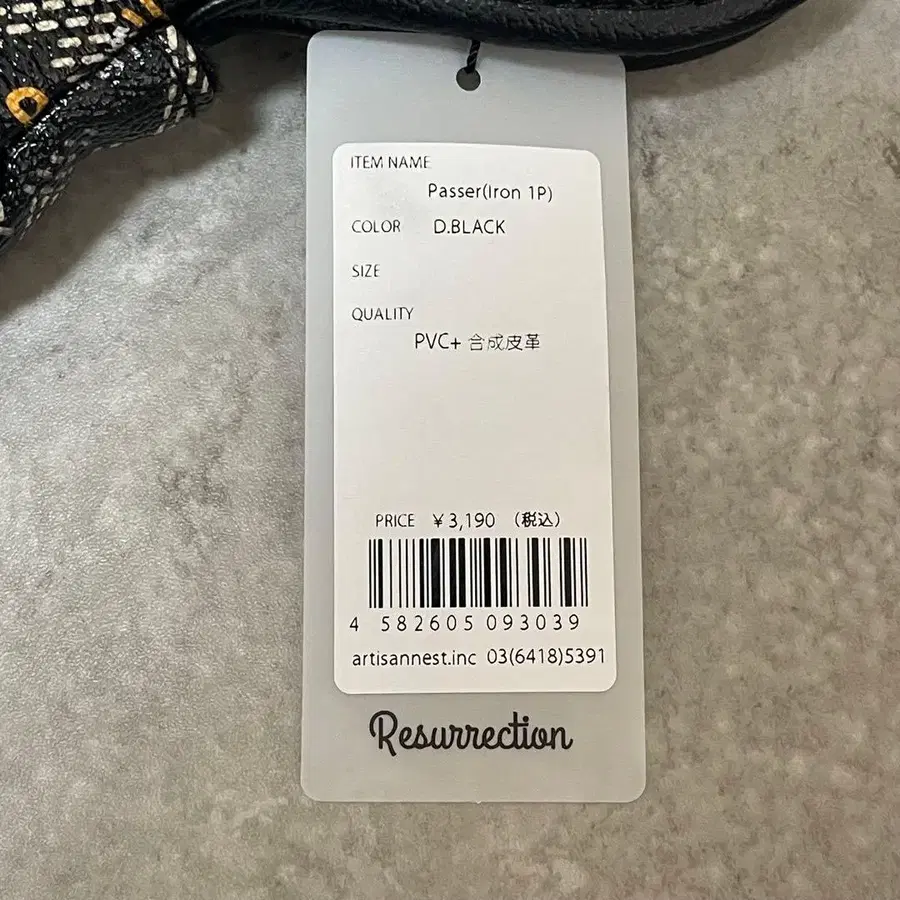 ITEM NAME
Passer(Iron 1P)
COLOR D.BLACK
SIZE
QUALITY
PVC+ 合成皮革
PRICE ¥3,190 (税込)
4 582605 093039
artisannest.inc 03(6418)5391
Resurrection